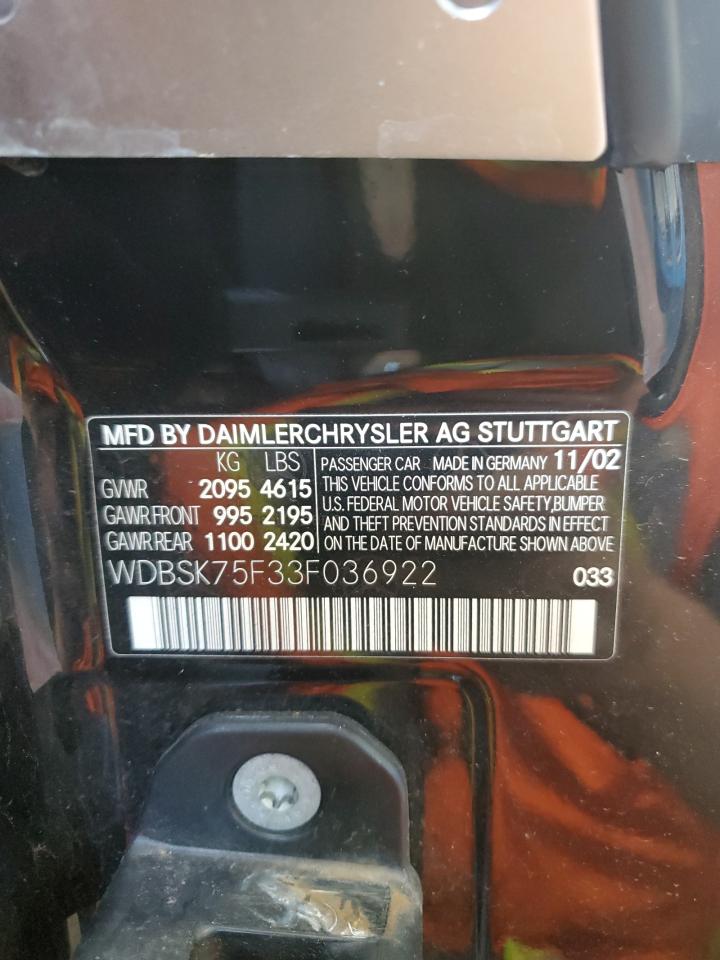 MFD BY DAIMLERCHRYSLER AG STUTTGART
KG LBS
GVWR 2095 4615
GAWR FRONT 995 2195
GAWR REAR 1100 2420
PASSENGER CAR MADE IN GERMANY 11/02
THIS VEHICLE CONFORMS TO ALL APPLICABLE
U.S. FEDERAL MOTOR VEHICLE SAFETY,BUMPER
AND THEFT PREVENTION STANDARDS IN EFFECT
ON THE DATE OF MANUFACTURE SHOWN ABOVE
WDBSK75F33F036922 033